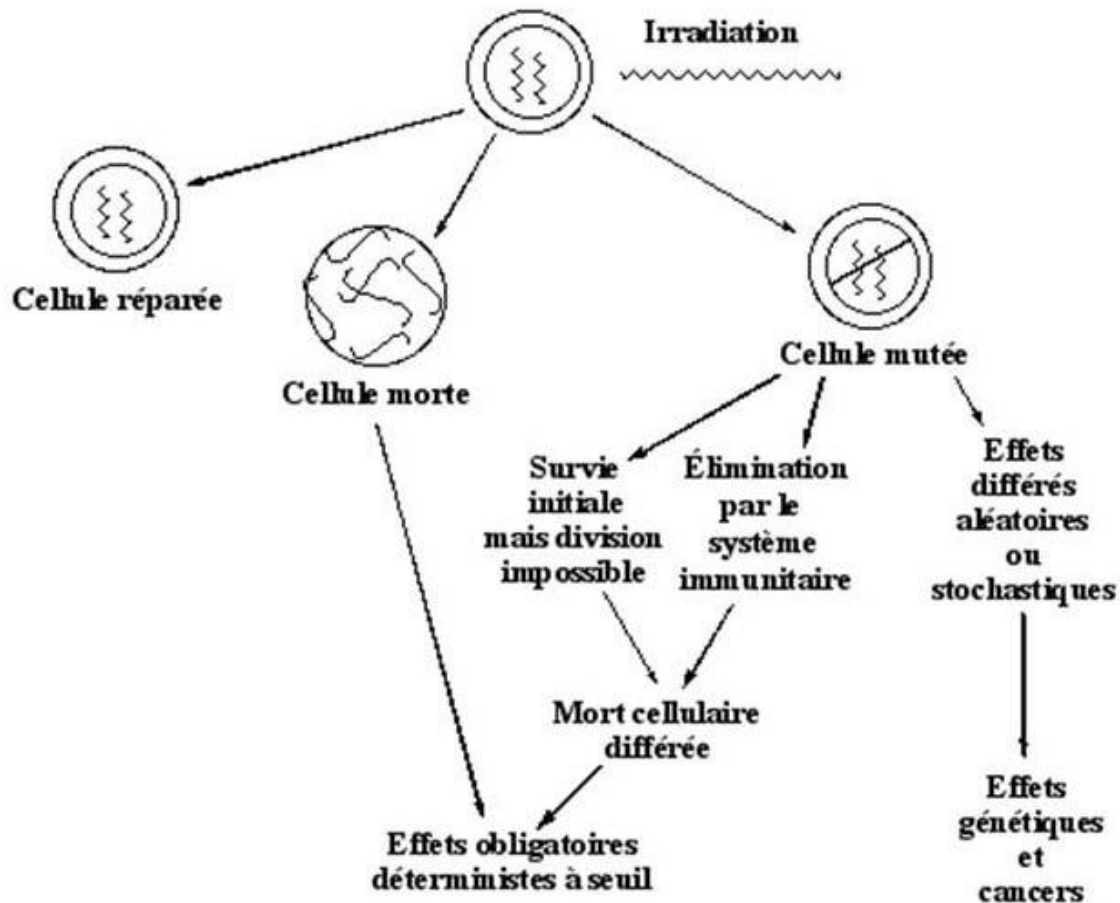 Irradiation
Cellule réparée
Cellule morte
Cellule mutée
Survie
initiale
mais division
impossible
Élimination
par le
système
immunitaire
Effets
différés
aléatoires
ou
stochastiques
Mort cellulaire
différée
Effets obligatoires
déterministes à seuil
Effets
génétiques
et
cancers